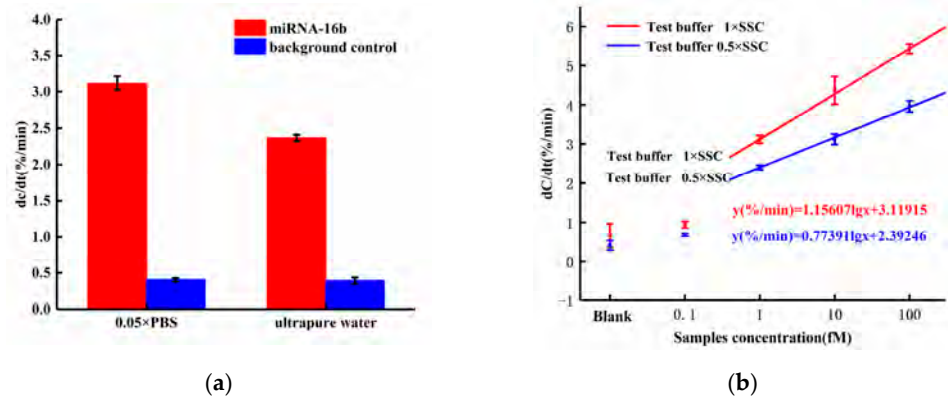 4.0
3.5
3.0
2.5
2.0
1.5
1.0
0.5
0.0
dc/dt(%/min)
miRNA-16b
background control
0.05×PBS
ultrapure water
(a)
6
5
4
3
2
1
0
−1
dC/dt(%/min)
Test buffer 1×SSC
Test buffer 0.5×SSC
Test buffer 1×SSC
Test buffer 0.5×SSC
y(%/min)=1.15607lgx+3.11915
y(%/min)=0.77391lgx+2.39246
Blank
0.1
1
10
100
Samples concentration(fM)
(b)